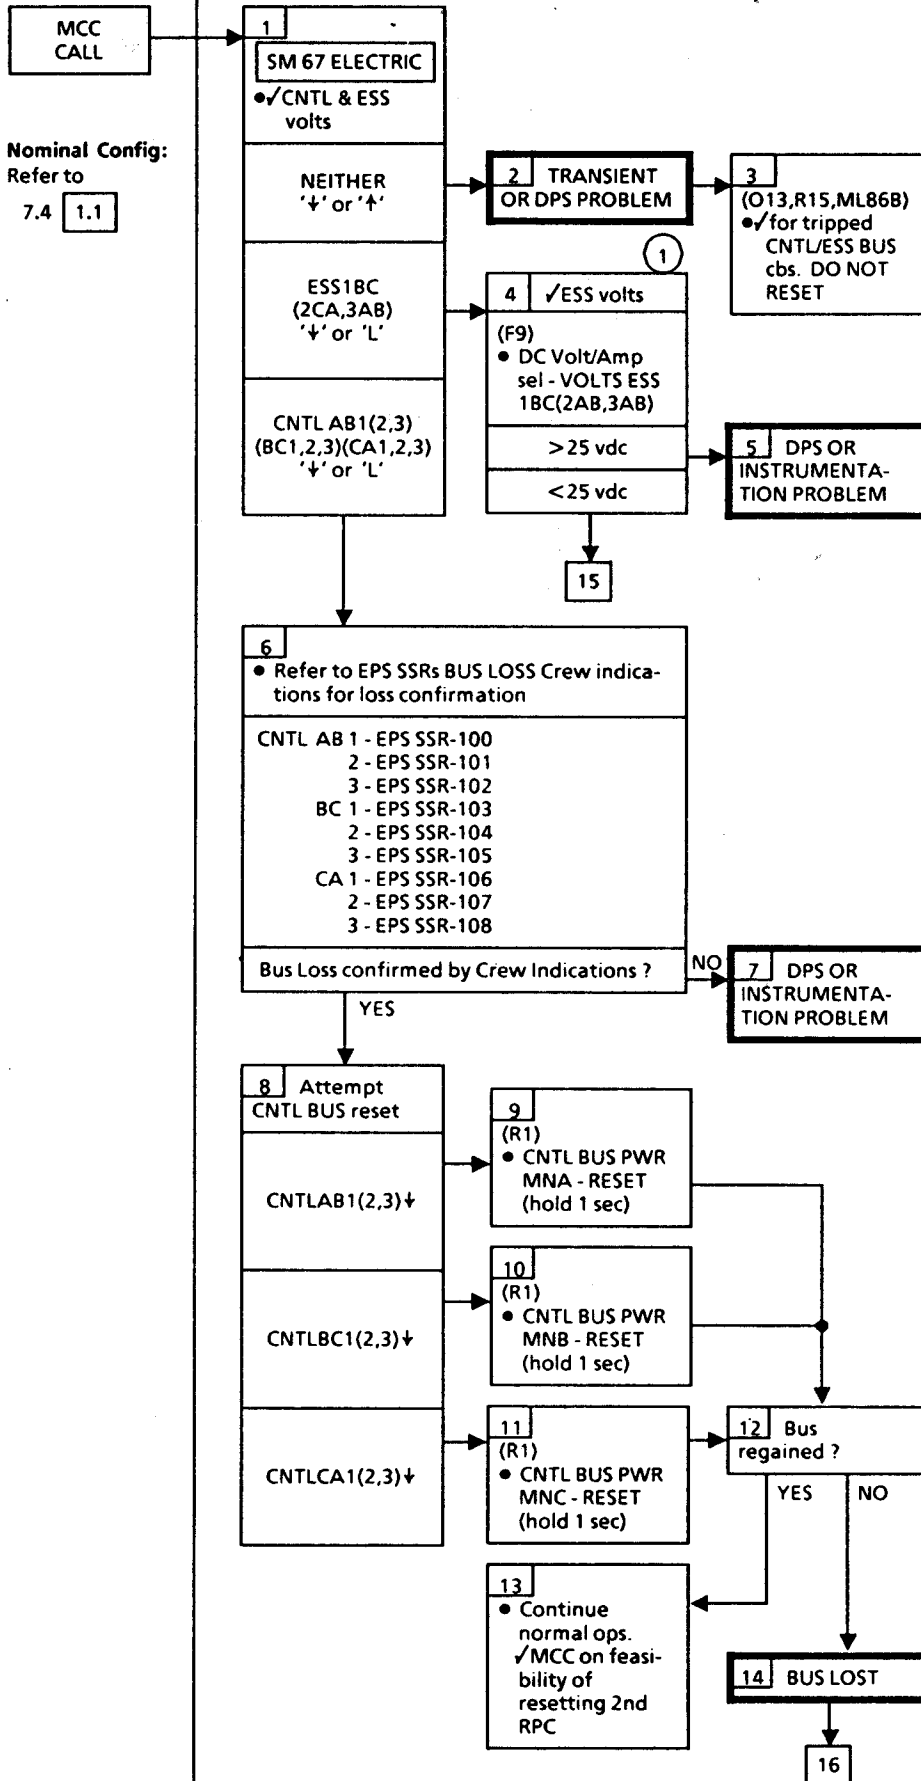 MCC
CALL
Nominal Config:
Refer to
7.4 1.1
1
SM 67 ELECTRIC
●✓CNTL & ESS
volts
NEITHER
'↓' or '↑'
ESS1BC
(2CA,3AB)
'↓' or 'L'
CNTL AB1(2,3)
(BC1,2,3)(CA1,2,3)
'↓' or 'L'
2 TRANSIENT
OR DPS PROBLEM
3
(O13,R15,ML86B)
●✓for tripped
CNTL/ESS BUS
cbs. DO NOT
RESET
1
4 ✓ESS volts
(F9)
● DC Volt/Amp
sel - VOLTS ESS
1BC(2AB,3AB)
>25 vdc
<25 vdc
5 DPS OR
INSTRUMENTA-
TION PROBLEM
15
6
● Refer to EPS SSRs BUS LOSS Crew indica-
tions for loss confirmation
CNTL AB 1 - EPS SSR-100
2 - EPS SSR-101
3 - EPS SSR-102
BC 1 - EPS SSR-103
2 - EPS SSR-104
3 - EPS SSR-105
CA 1 - EPS SSR-106
2 - EPS SSR-107
3 - EPS SSR-108
Bus Loss confirmed by Crew Indications ?
NO
7 DPS OR
INSTRUMENTA-
TION PROBLEM
YES
8 Attempt
CNTL BUS reset
CNTLAB1(2,3)↓
CNTLBC1(2,3)↓
CNTLCA1(2,3)↓
9
(R1)
● CNTL BUS PWR
MNA - RESET
(hold 1 sec)
10
(R1)
● CNTL BUS PWR
MNB - RESET
(hold 1 sec)
11
(R1)
● CNTL BUS PWR
MNC - RESET
(hold 1 sec)
12 Bus
regained ?
YES
NO
13
● Continue
normal ops.
✓MCC on feasi-
bility of
resetting 2nd
RPC
14 BUS LOST
16